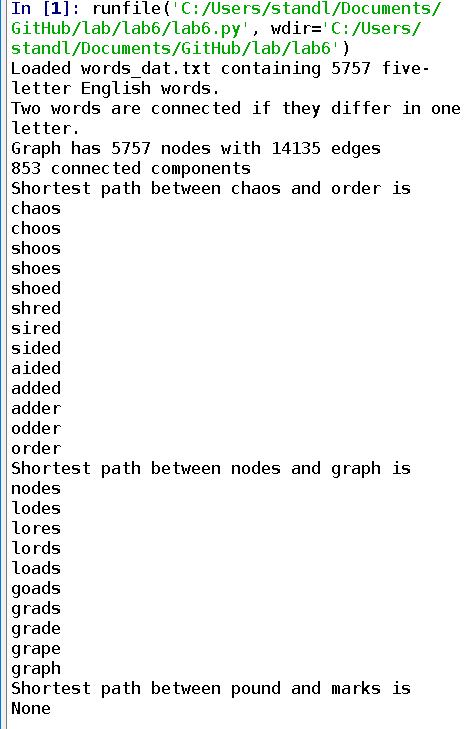 In [1]: runfile('C:/Users/standl/Documents/
GitHub/lab/lab6/lab6.py', wdir='C:/Users/
standl/Documents/GitHub/lab/lab6')
Loaded words_dat.txt containing 5757 five-
letter English words.
Two words are connected if they differ in one
letter.
Graph has 5757 nodes with 14135 edges
853 connected components
Shortest path between chaos and order is
chaos
choos
shoos
shoes
shoed
shred
sired
sided
aided
added
adder
odder
order
Shortest path between nodes and graph is
nodes
lodes
lores
lords
loads
goads
grads
grade
grape
graph
Shortest path between pound and marks is
None